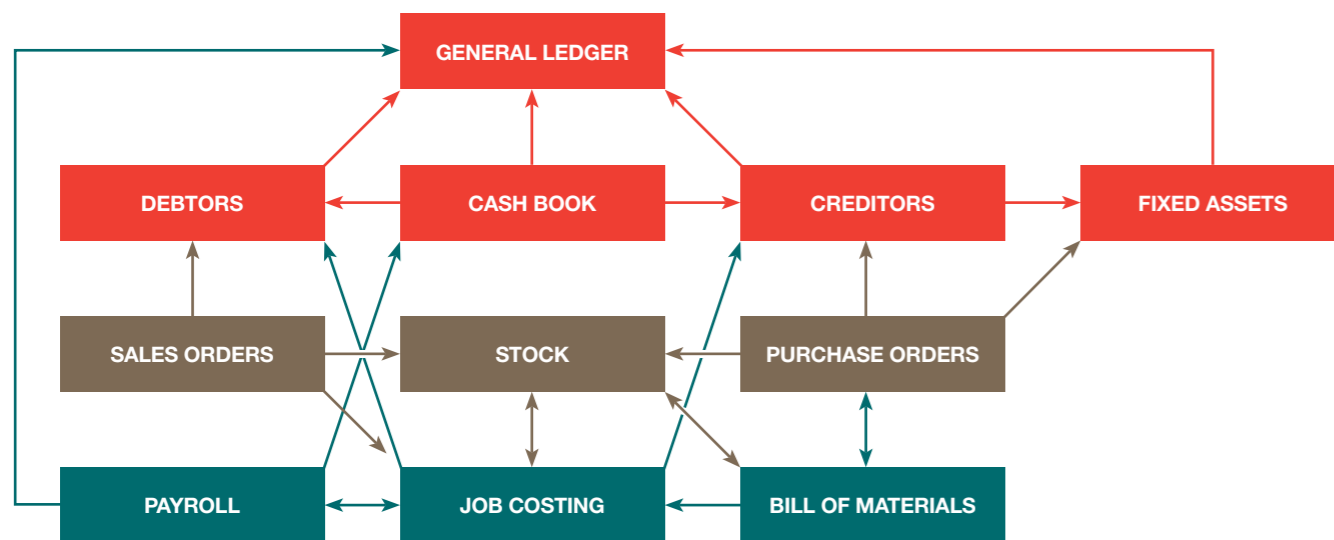 GENERAL LEDGER
DEBTORS
CASH BOOK
CREDITORS
FIXED ASSETS
SALES ORDERS
STOCK
PURCHASE ORDERS
PAYROLL
JOB COSTING
BILL OF MATERIALS